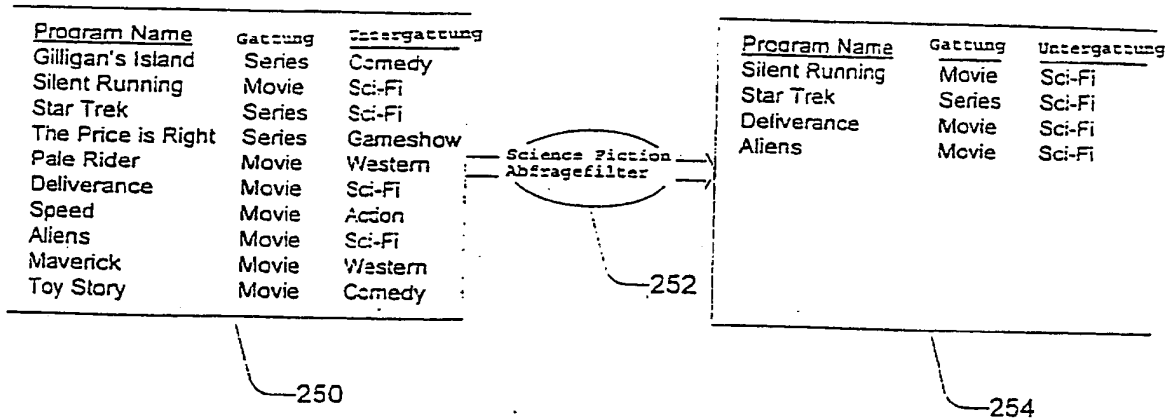 Program Name Gattung Untergattung
Gilligan's Island Series Comedy
Silent Running Movie Sci-Fi
Star Trek Series Sci-Fi
The Price is Right Series Gameshow
Pale Rider Movie Western
Deliverance Movie Sci-Fi
Speed Movie Action
Aliens Movie Sci-Fi
Maverick Movie Western
Toy Story Movie Comedy
250
Science Fiction
Abfragefilter
252
Program Name Gattung Untergattung
Silent Running Movie Sci-Fi
Star Trek Series Sci-Fi
Deliverance Movie Sci-Fi
Aliens Movie Sci-Fi
254